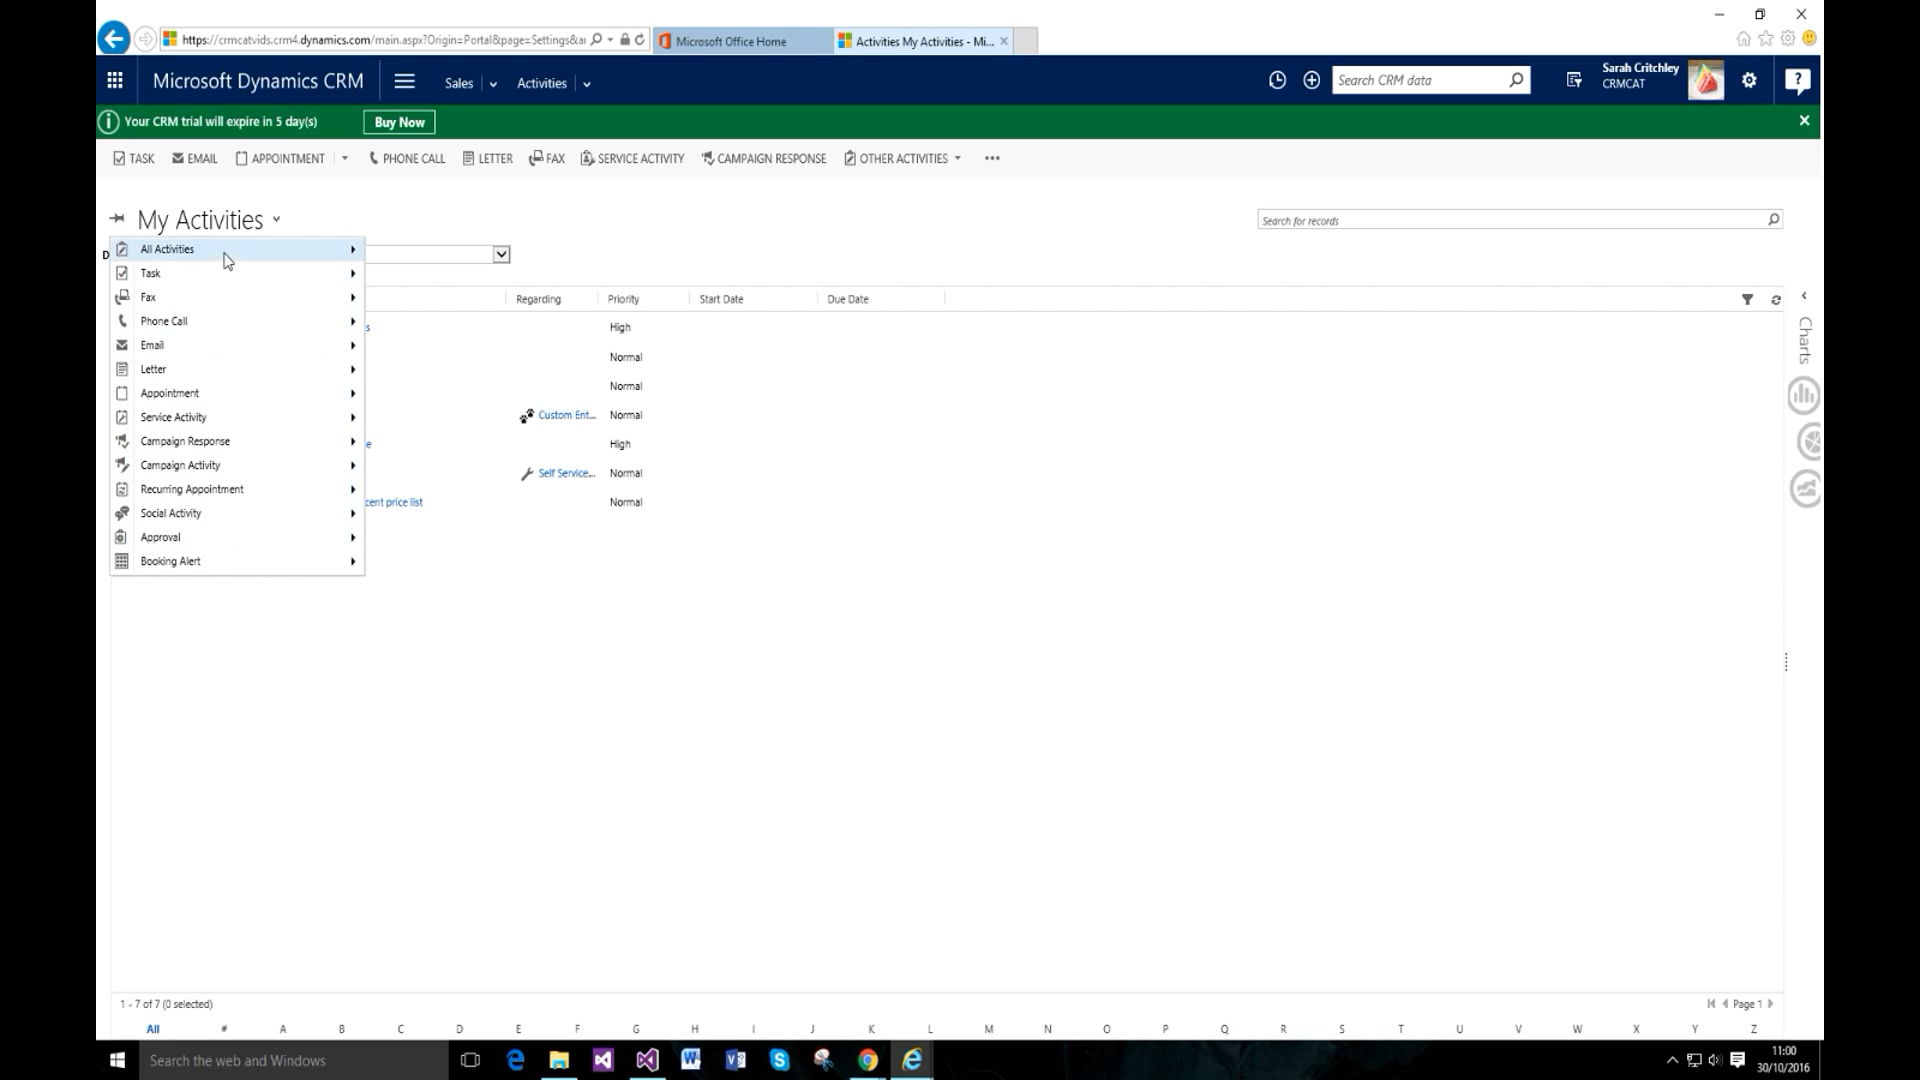 https://crmcatvids.crm4.dynamics.com/main.aspx?Origin=Portal&page=Settings&ar
Microsoft Office Home
Activities My Activities - Mi...
Microsoft Dynamics CRM
Sales
Activities
Search CRM data
Sarah Critchley
CRMCAT
?
Your CRM trial will expire in 5 day(s)
Buy Now
TASK
EMAIL
APPOINTMENT
PHONE CALL
LETTER
FAX
SERVICE ACTIVITY
CAMPAIGN RESPONSE
OTHER ACTIVITIES
...
My Activities
Search for records
D
All Activities
Task
Fax
Phone Call
Email
Letter
Appointment
Service Activity
Campaign Response
Campaign Activity
Recurring Appointment
Social Activity
Approval
Booking Alert
Regarding
Priority
Start Date
Due Date
s
High
Normal
Normal
Custom Ent...
Normal
e
High
Self Service...
Normal
cent price list
Normal
Charts
1 - 7 of 7 (0 selected)
Page 1
All # A B C D E F G H I J K L M N O P Q R S T U V W X Y Z
Search the web and Windows
11:00
30/10/2016